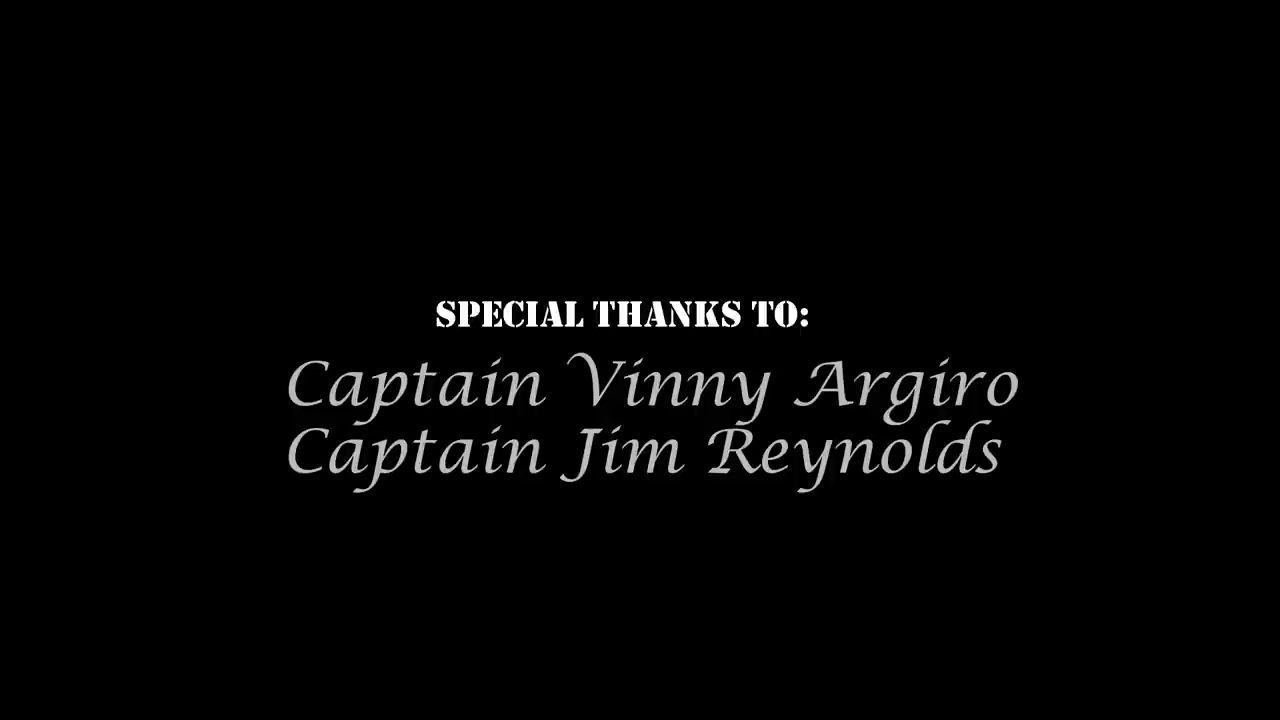 SPECIAL THANKS TO:
Captain Vinny Argiro
Captain Jim Reynolds